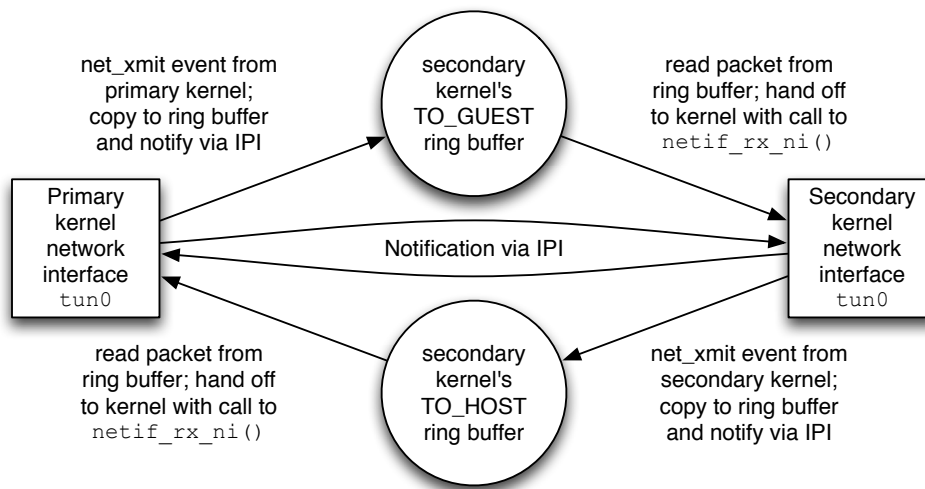 net_xmit event from
primary kernel;
copy to ring buffer
and notify via IPI
secondary
kernel's
TO_GUEST
ring buffer
read packet from
ring buffer; hand off
to kernel with call to
netif_rx_ni()
Primary
kernel
network
interface
tun0
Notification via IPI
Secondary
kernel
network
interface
tun0
read packet from
ring buffer; hand off
to kernel with call to
netif_rx_ni()
secondary
kernel's
TO_HOST
ring buffer
net_xmit event from
secondary kernel;
copy to ring buffer
and notify via IPI